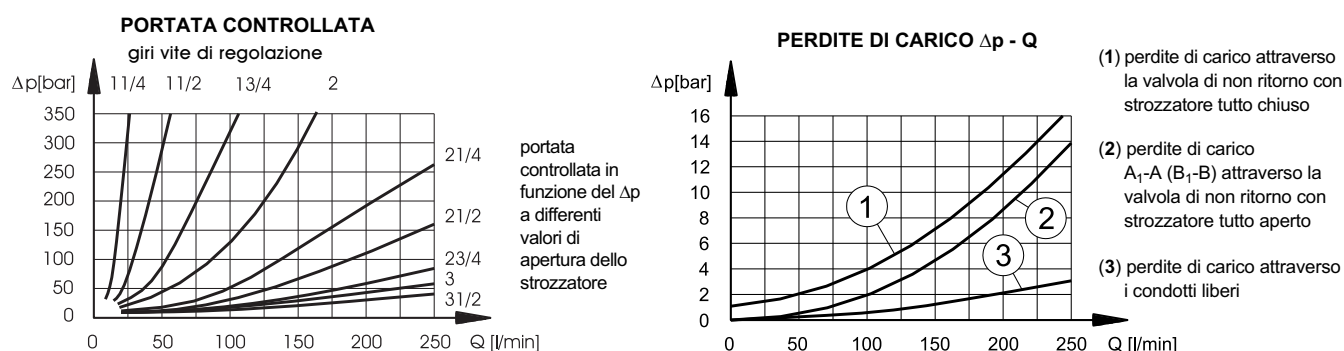 PORTATA CONTROLLATA
giri vite di regolazione
Δp[bar]
11/4 11/2 13/4 2
350
300
250
200
150
100
50
0
21/4
21/2
23/4
3
31/2
0 50 100 150 200 250 Q [l/min]
portata
controllata in
funzione del Δp
a differenti
valori di
apertura dello
strozzatore
PERDITE DI CARICO Δp - Q
Δp[bar]
16
14
12
10
8
6
4
2
0
1
2
3
0 50 100 150 200 250 Q [l/min]
(1) perdite di carico attraverso
la valvola di non ritorno con
strozzatore tutto chiuso
(2) perdite di carico
A1-A (B1-B) attraverso la
valvola di non ritorno con
strozzatore tutto aperto
(3) perdite di carico attraverso
i condotti liberi